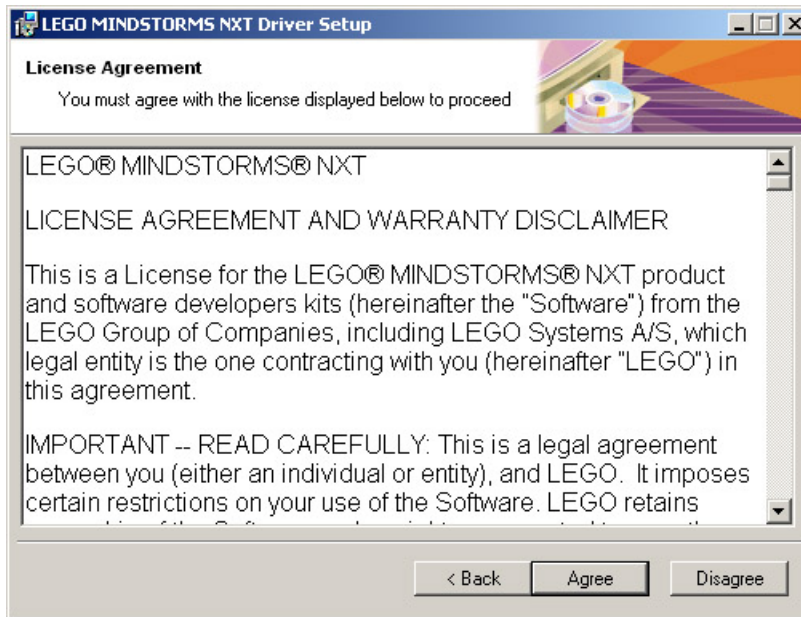 LEGO MINDSTORMS NXT Driver Setup
License Agreement
You must agree with the license displayed below to proceed
LEGO® MINDSTORMS® NXT
LICENSE AGREEMENT AND WARRANTY DISCLAIMER
This is a License for the LEGO® MINDSTORMS® NXT product
and software developers kits (hereinafter the "Software") from the
LEGO Group of Companies, including LEGO Systems A/S, which
legal entity is the one contracting with you (hereinafter "LEGO") in
this agreement.
IMPORTANT -- READ CAREFULLY: This is a legal agreement
between you (either an individual or entity), and LEGO.  It imposes
certain restrictions on your use of the Software. LEGO retains
< Back Agree Disagree